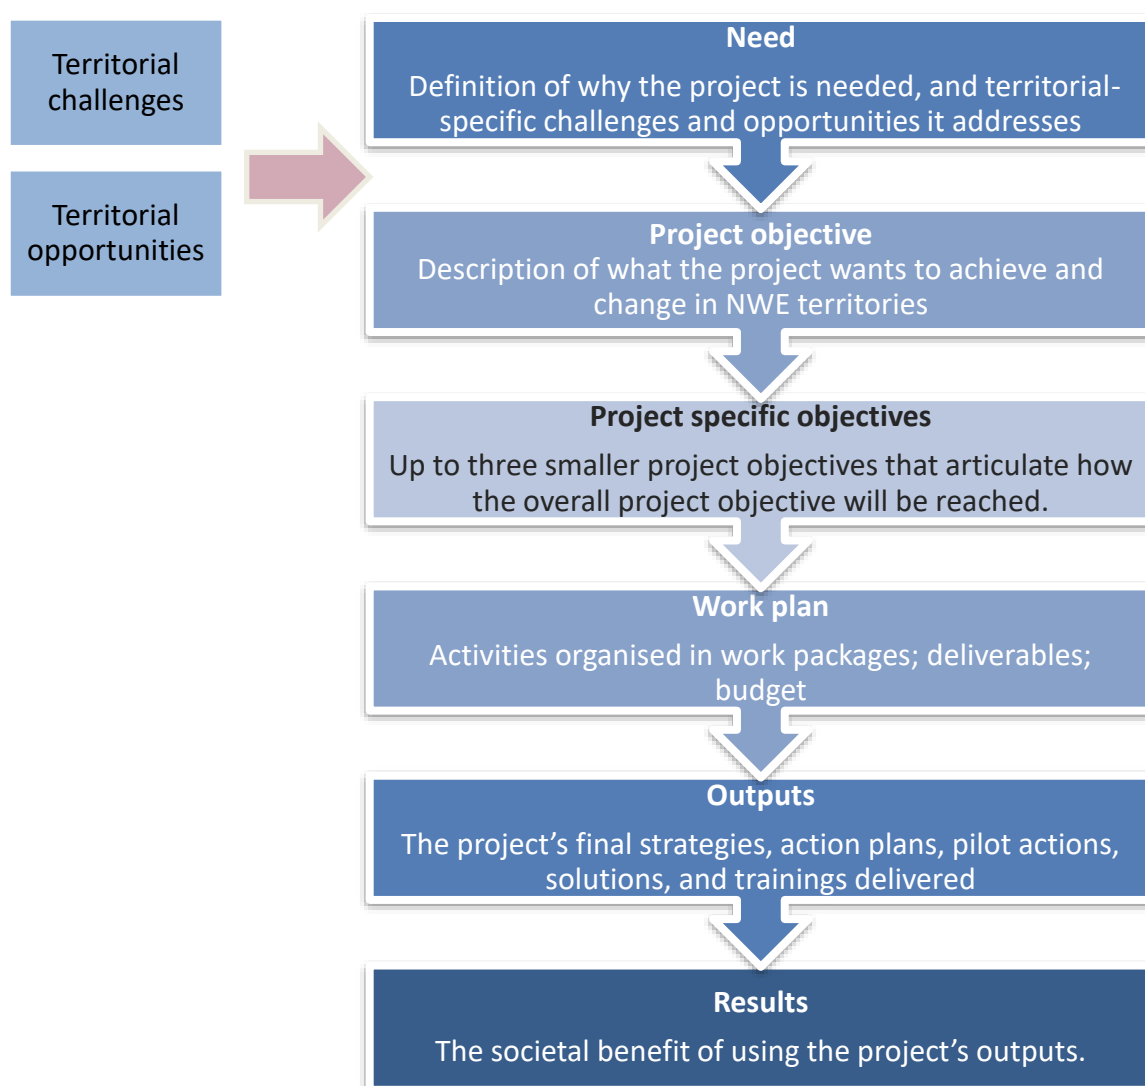 Territorial
challenges
Territorial
opportunities
Need
Definition of why the project is needed, and territorial-
specific challenges and opportunities it addresses
Project objective
Description of what the project wants to achieve and
change in NWE territories
Project specific objectives
Up to three smaller project objectives that articulate how
the overall project objective will be reached.
Work plan
Activities organised in work packages; deliverables;
budget
Outputs
The project’s final strategies, action plans, pilot actions,
solutions, and trainings delivered
Results
The societal benefit of using the project’s outputs.